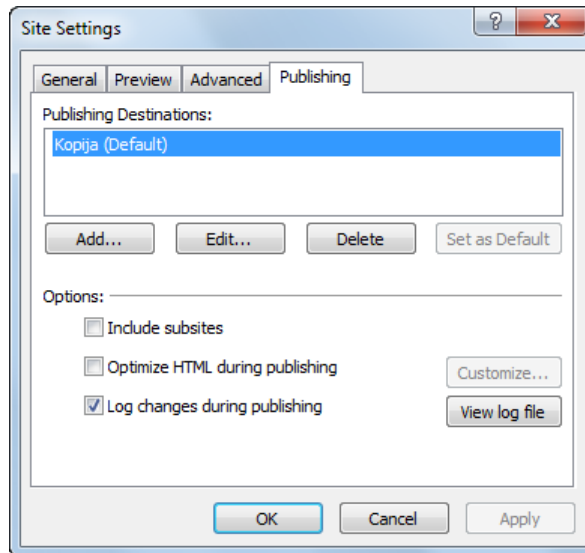 Site Settings
General Preview Advanced Publishing
Publishing Destinations:
Kopija (Default)
Add... Edit... Delete Set as Default
Options:
Include subsites
Optimize HTML during publishing
Customize...
Log changes during publishing
View log file
OK Cancel Apply